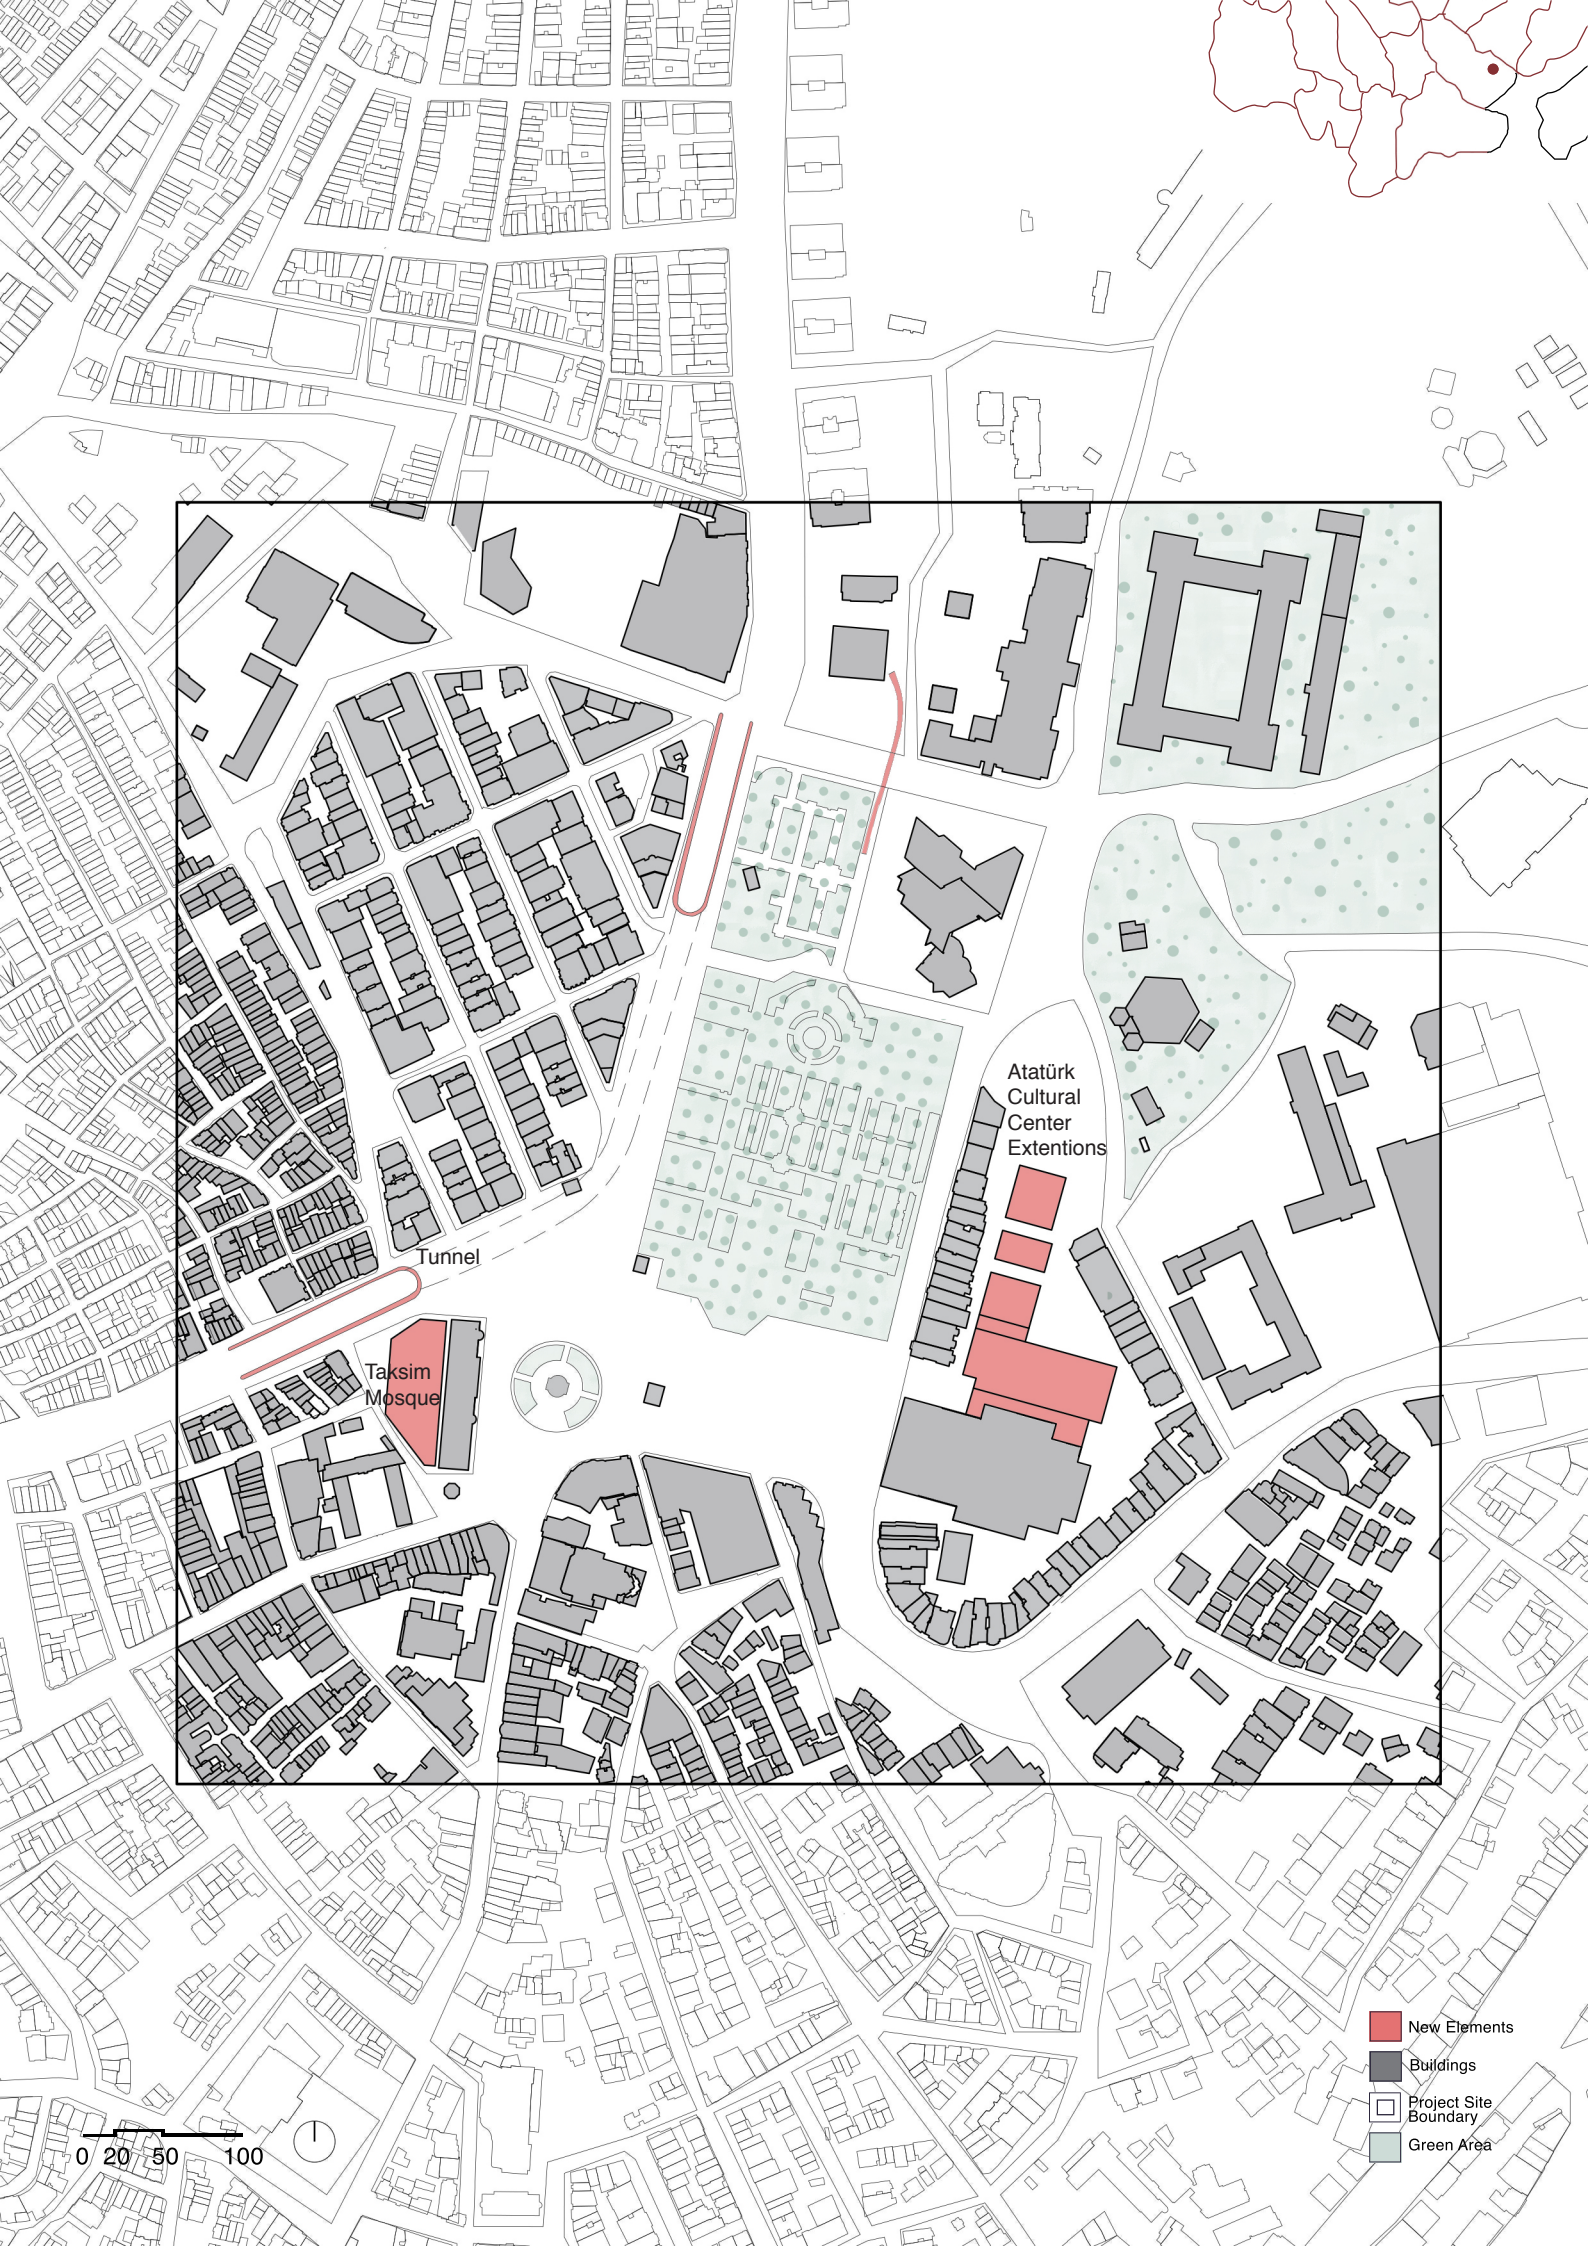 Atatürk
Cultural
Center
Extentions
Tunnel
Taksim
Mosque
New Elements
Buildings
Project Site
Boundary
Green Area
0 20 50 100